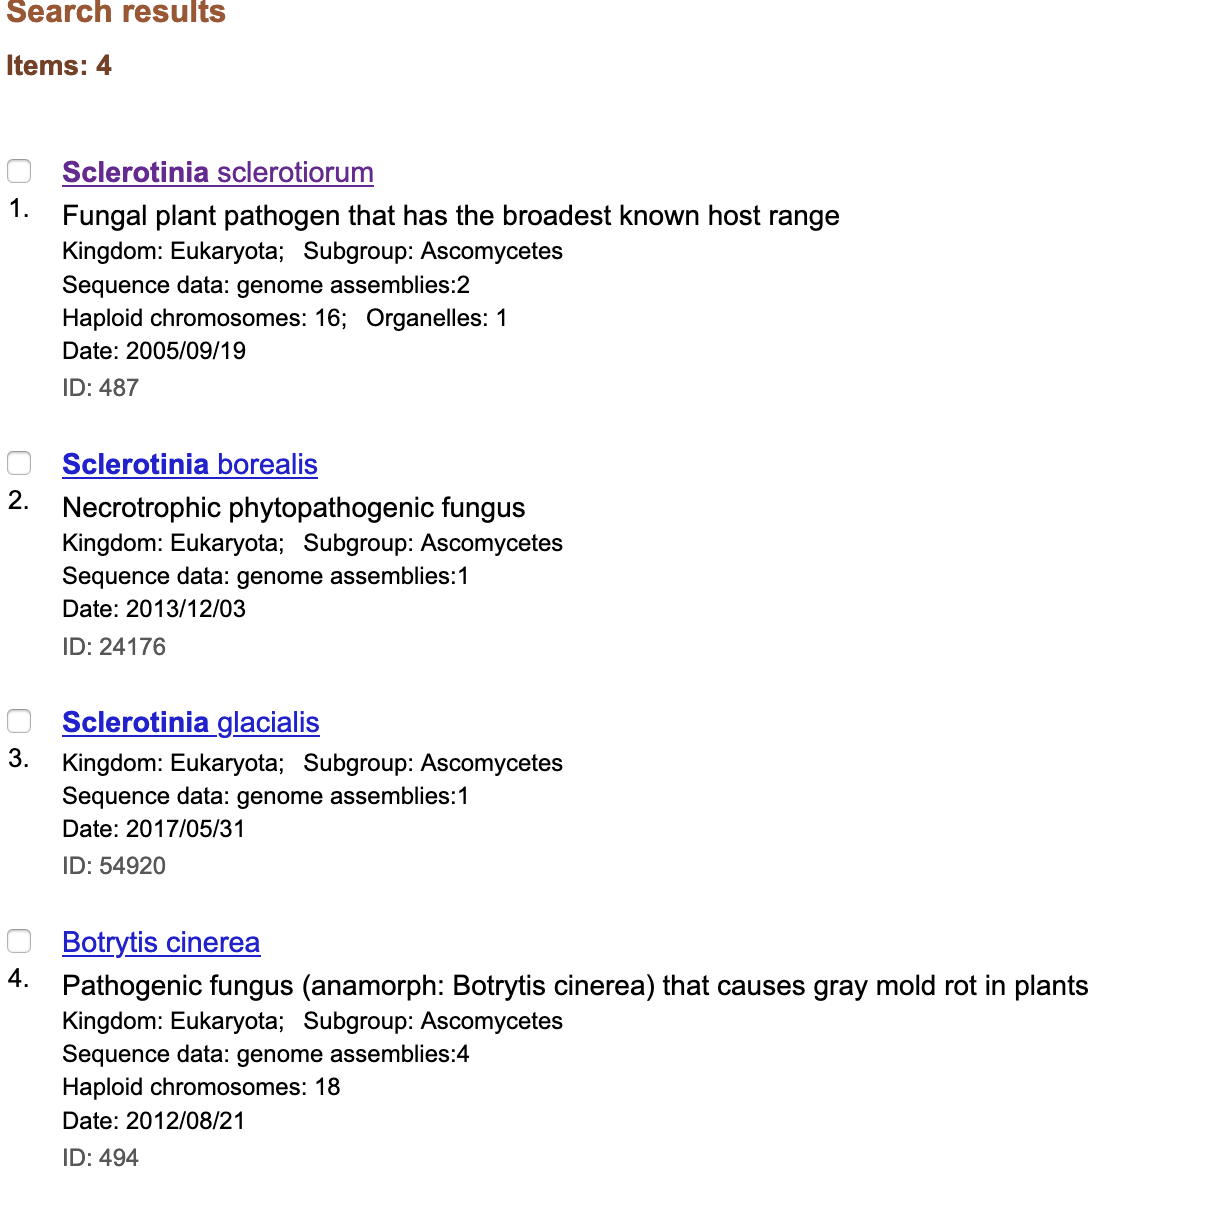 Search results
Items: 4
Sclerotinia sclerotiorum
1.
Fungal plant pathogen that has the broadest known host range
Kingdom: Eukaryota;   Subgroup: Ascomycetes
Sequence data: genome assemblies:2
Haploid chromosomes: 16;   Organelles: 1
Date: 2005/09/19
ID: 487
Sclerotinia borealis
2.
Necrotrophic phytopathogenic fungus
Kingdom: Eukaryota;   Subgroup: Ascomycetes
Sequence data: genome assemblies:1
Date: 2013/12/03
ID: 24176
Sclerotinia glacialis
3.
Kingdom: Eukaryota;   Subgroup: Ascomycetes
Sequence data: genome assemblies:1
Date: 2017/05/31
ID: 54920
Botrytis cinerea
4.
Pathogenic fungus (anamorph: Botrytis cinerea) that causes gray mold rot in plants
Kingdom: Eukaryota;   Subgroup: Ascomycetes
Sequence data: genome assemblies:4
Haploid chromosomes: 18
Date: 2012/08/21
ID: 494